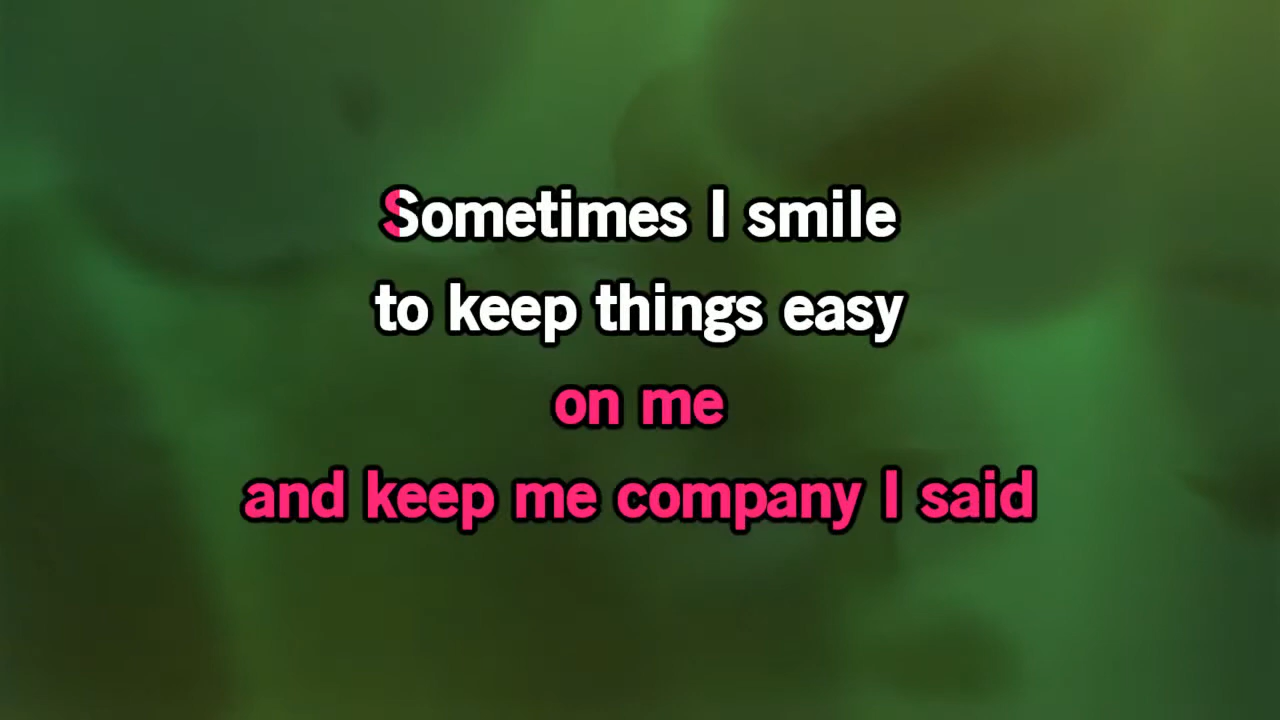 Sometimes I smile
to keep things easy
on me
and keep me company I said